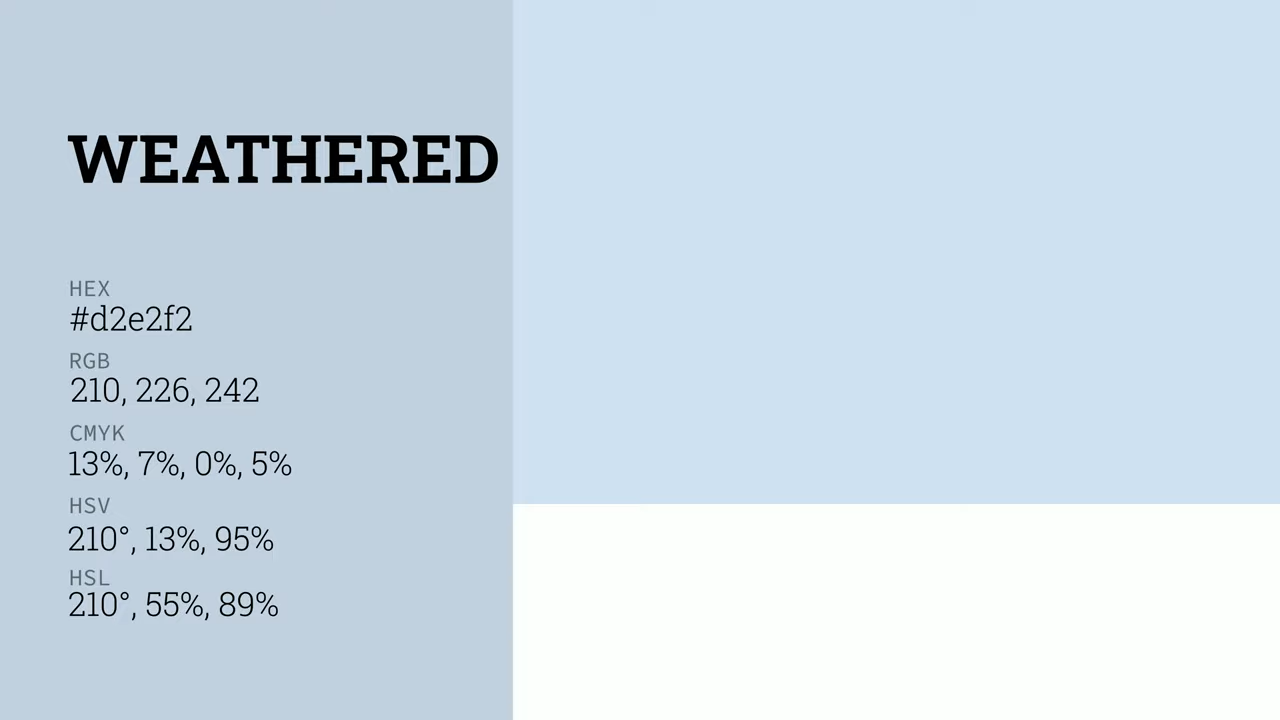 WEATHERED
HEX
#d2e2f2
RGB
210, 226, 242
CMYK
13%, 7%, 0%, 5%
HSV
210°, 13%, 95%
HSL
210°, 55%, 89%